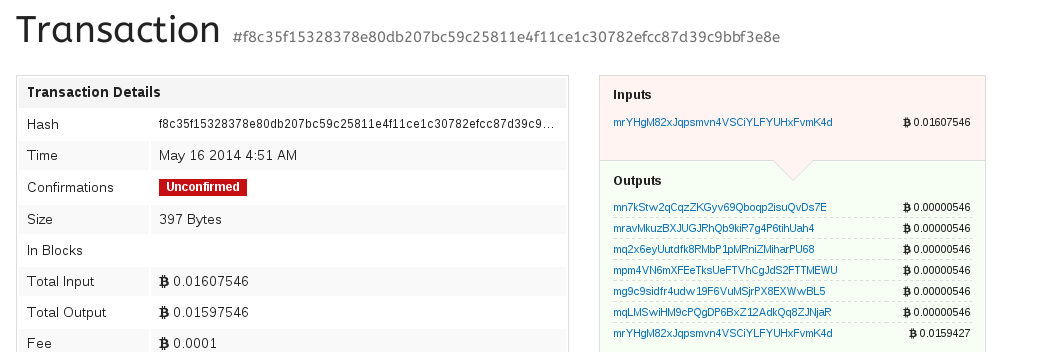 Transaction #f8c35f15328378e80db207bc59c25811e4f11ce1c30782efcc87d39c9bbf3e8e
Transaction Details
Hash f8c35f15328378e80db207bc59c25811e4f11ce1c30782efcc87d39c9...
Time May 16 2014 4:51 AM
Confirmations Unconfirmed
Size 397 Bytes
In Blocks
Total Input ₿ 0.01607546
Total Output ₿ 0.01597546
Fee ₿ 0.0001
Inputs
mrYHgM82xJqpsmvn4VSCiYLFYUHxFvmK4d ₿ 0.01607546
Outputs
mn7kStw2qCqzZKGyv69Qboqp2isuQvDs7E ₿ 0.00000546
mravMkuzBXJUGJRhQb9kiR7g4P6tihUah4 ₿ 0.00000546
mq2x6eyUutdfk8RMbP1pMRniZMiharPU68 ₿ 0.00000546
mpm4VN6mXFEeTksUeFTVhCgJdS2FTTMEWU ₿ 0.00000546
mg9c9sidfr4udw19F6VuMSjrPX8EXWwBL5 ₿ 0.00000546
mqLMSwiHM9cPQgDP6BxZ12AdkQq8ZJNjaR ₿ 0.00000546
mrYHgM82xJqpsmvn4VSCiYLFYUHxFvmK4d ₿ 0.0159427